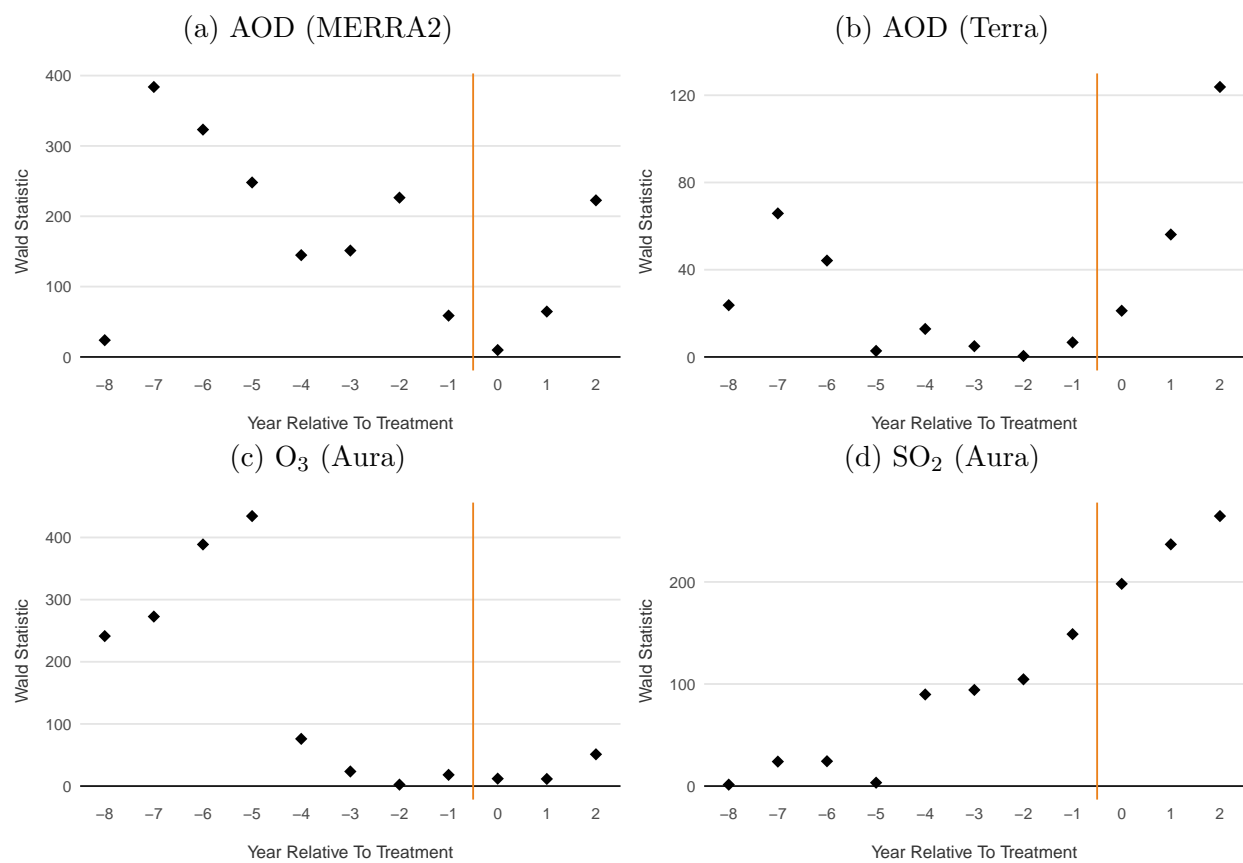 (a) AOD (MERRA2)
400
300
200
100
0
Wald Statistic
−8 −7 −6 −5 −4 −3 −2 −1 0 1 2
Year Relative To Treatment
(b) AOD (Terra)
120
80
40
0
Wald Statistic
−8 −7 −6 −5 −4 −3 −2 −1 0 1 2
Year Relative To Treatment
(c) O₃ (Aura)
400
300
200
100
0
Wald Statistic
−8 −7 −6 −5 −4 −3 −2 −1 0 1 2
Year Relative To Treatment
(d) SO₂ (Aura)
200
100
0
Wald Statistic
−8 −7 −6 −5 −4 −3 −2 −1 0 1 2
Year Relative To Treatment